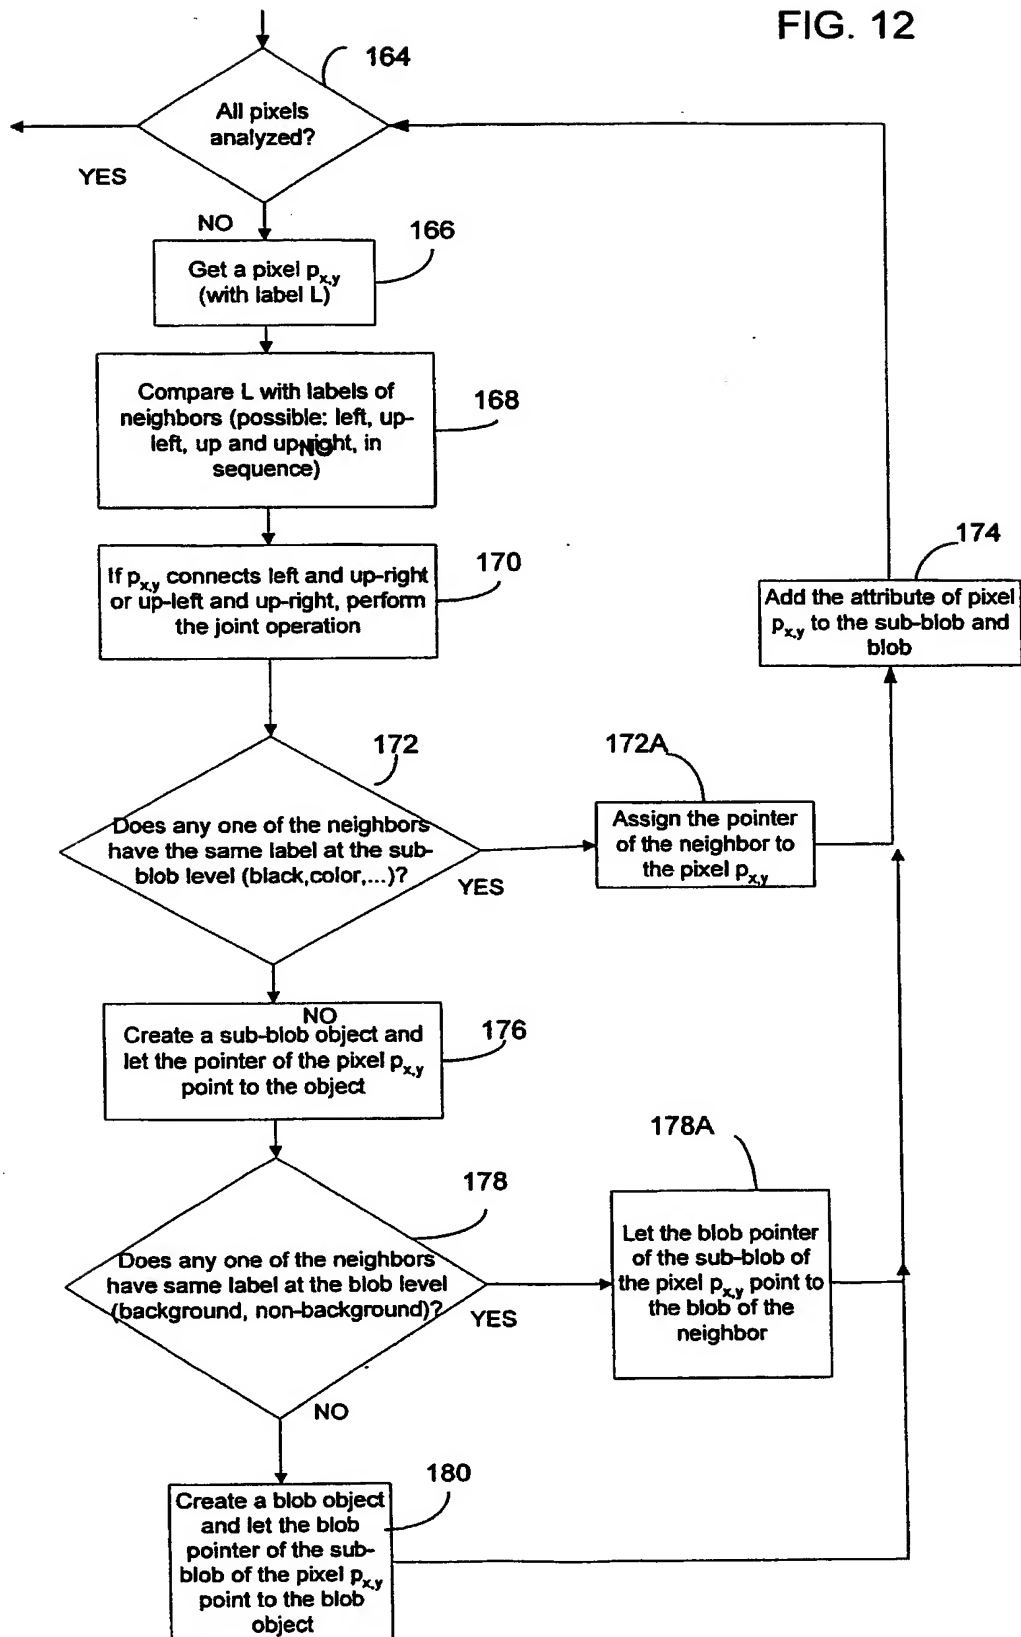 FIG. 12
164
All pixels
analyzed?
YES
NO
166
Get a pixel px,y
(with label L)
Compare L with labels of
neighbors (possible: left, up-
left, up and up-right, in
sequence)
NO
168
If px,y connects left and up-right
or up-left and up-right, perform
the joint operation
170
174
Add the attribute of pixel
px,y to the sub-blob and
blob
172
Does any one of the neighbors
have the same label at the sub-
blob level (black,color,...)?
YES
172A
Assign the pointer
of the neighbor to
the pixel px,y
NO
Create a sub-blob object and
let the pointer of the pixel px,y
point to the object
176
178
Does any one of the neighbors
have same label at the blob level
(background, non-background)?
YES
178A
Let the blob pointer
of the sub-blob of
the pixel px,y point to
the blob of the
neighbor
NO
180
Create a blob object
and let the blob
pointer of the sub-
blob of the pixel px,y
point to the blob
object